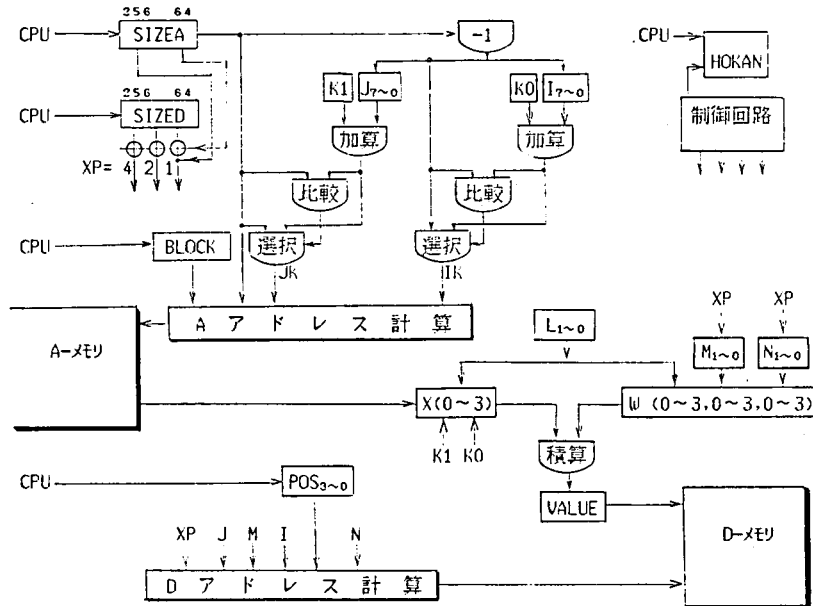 256 64
CPU SIZEA -1 CPU HOKAN
K1 J₇~₀ K0 I₇~₀
制御回路
256 64
CPU SIZED
加算 加算
XP= 4 2 1
比較 比較
CPU BLOCK 選択 選択
JK IK
A アドレス計算
A-メモリ
L₁~₀
XP XP
M₁~₀ N₁~₀
X(0~3) W (0~3,0~3,0~3)
K1 K0
積算
CPU POS₃~₀
VALUE
D-メモリ
XP J M I N
D アドレス計算